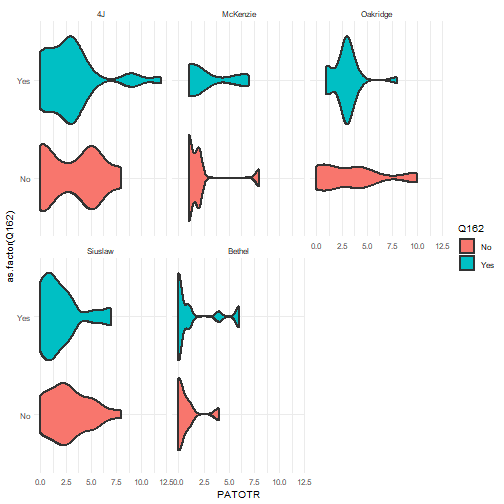 4J
McKenzie
Oakridge
Yes
No
0.0 2.5 5.0 7.5 10.0 12.5
as.factor(Q162)
Q162
No
Yes
Siuslaw
Bethel
Yes
No
0.0 2.5 5.0 7.5 10.0 12.5 0.0 2.5 5.0 7.5 10.0 12.5
PATOTR